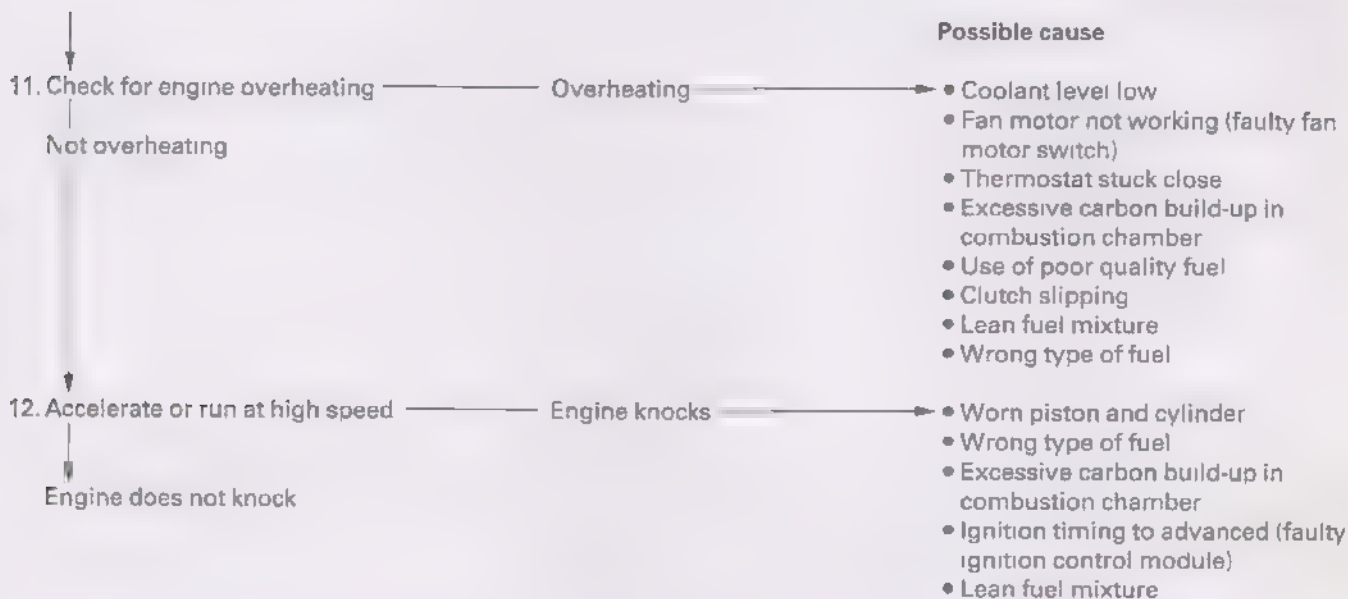 Possible cause
11. Check for engine overheating
Overheating
• Coolant level low
• Fan motor not working (faulty fan
motor switch)
• Thermostat stuck close
• Excessive carbon build-up in
combustion chamber
• Use of poor quality fuel
• Clutch slipping
• Lean fuel mixture
• Wrong type of fuel
Not overheating
12. Accelerate or run at high speed
Engine knocks
• Worn piston and cylinder
• Wrong type of fuel
• Excessive carbon build-up in
combustion chamber
• Ignition timing to advanced (faulty
ignition control module)
• Lean fuel mixture
Engine does not knock